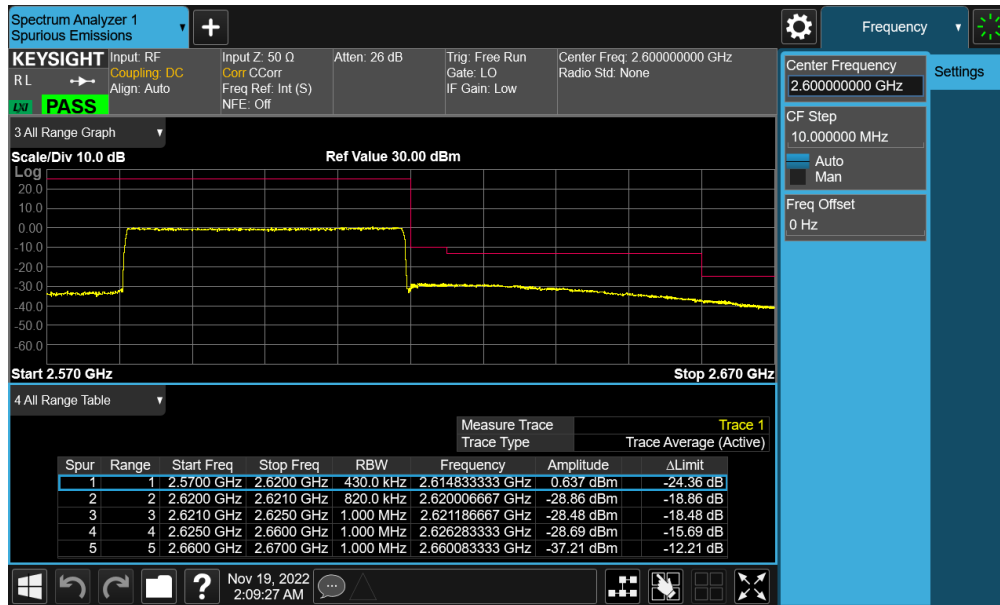 Spectrum Analyzer 1
Spurious Emissions
+
Frequency
KEYSIGHT
R L
LXI
PASS
Input: RF
Coupling: DC
Align: Auto
Input Z: 50 Ω
Corr CCorr
Freq Ref: Int (S)
NFE: Off
Atten: 26 dB
Trig: Free Run
Gate: LO
IF Gain: Low
Center Freq: 2.600000000 GHz
Radio Std: None
Center Frequency
2.600000000 GHz
Settings
CF Step
10.000000 MHz
Auto
Man
Freq Offset
0 Hz
3 All Range Graph
Scale/Div 10.0 dB
Ref Value 30.00 dBm
Log
20.0
10.0
0.00
-10.0
-20.0
-30.0
-40.0
-50.0
-60.0
Start 2.570 GHz
Stop 2.670 GHz
4 All Range Table
Measure Trace Trace 1
Trace Type Trace Average (Active)
Spur Range Start Freq Stop Freq RBW Frequency Amplitude ΔLimit
1 1 2.5700 GHz 2.6200 GHz 430.0 kHz 2.614833333 GHz 0.637 dBm -24.36 dB
2 2 2.6200 GHz 2.6210 GHz 820.0 kHz 2.620006667 GHz -28.86 dBm -18.86 dB
3 3 2.6210 GHz 2.6250 GHz 1.000 MHz 2.621186667 GHz -28.48 dBm -18.48 dB
4 4 2.6250 GHz 2.6600 GHz 1.000 MHz 2.626283333 GHz -28.69 dBm -15.69 dB
5 5 2.6600 GHz 2.6700 GHz 1.000 MHz 2.660083333 GHz -37.21 dBm -12.21 dB
?
Nov 19, 2022
2:09:27 AM